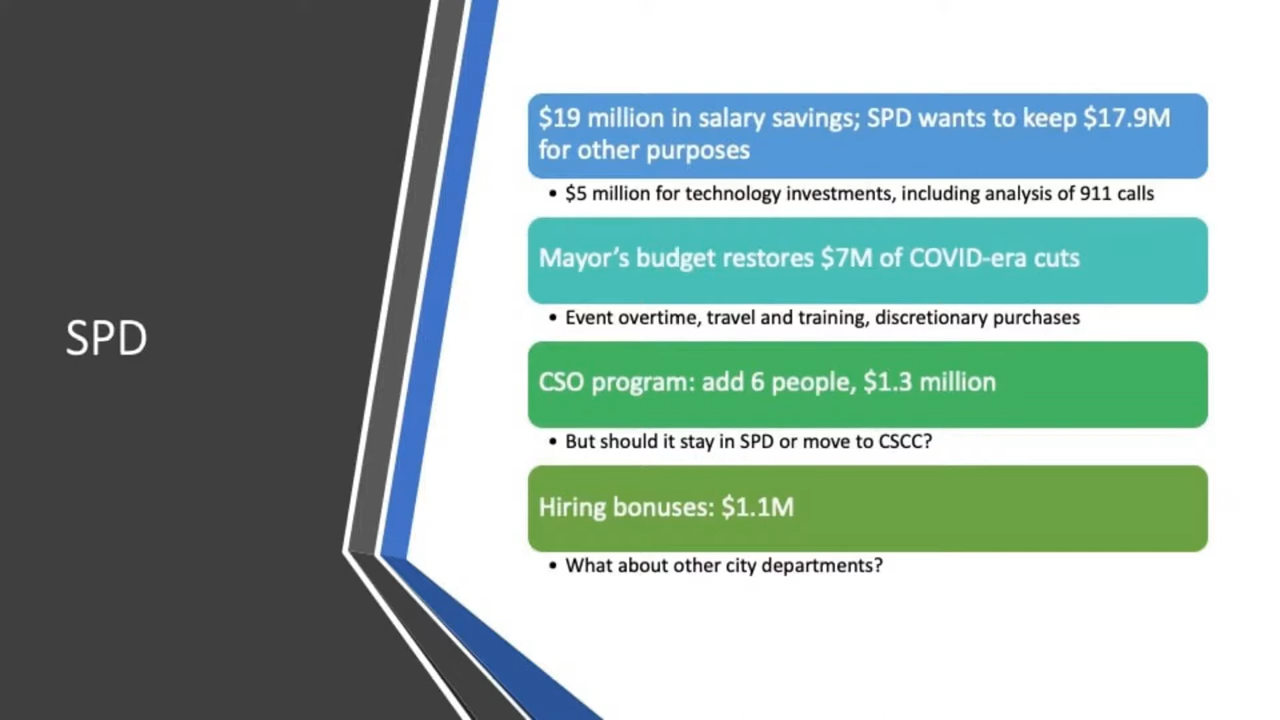 SPD
$19 million in salary savings; SPD wants to keep $17.9M
for other purposes
• $5 million for technology investments, including analysis of 911 calls
Mayor's budget restores $7M of COVID-era cuts
• Event overtime, travel and training, discretionary purchases
CSO program: add 6 people, $1.3 million
• But should it stay in SPD or move to CSCC?
Hiring bonuses: $1.1M
• What about other city departments?